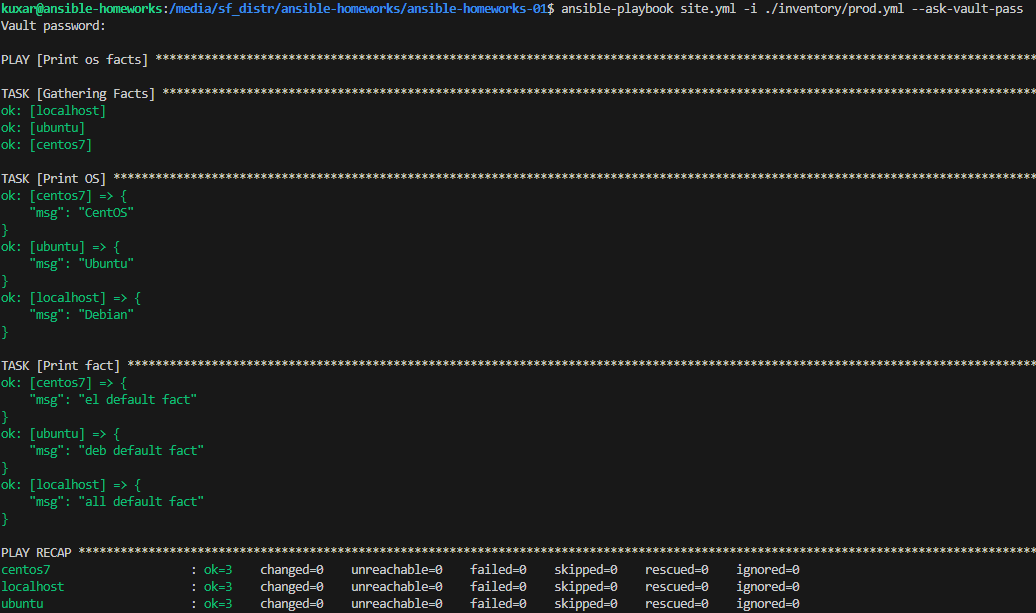 kuxar@ansible-homeworks:/media/sf_distr/ansible-homeworks/ansible-homeworks-01$ ansible-playbook site.yml -i ./inventory/prod.yml --ask-vault-pass
Vault password:
PLAY [Print os facts] ******************************************************************************************************************************
TASK [Gathering Facts] *****************************************************************************************************************************
ok: [localhost]
ok: [ubuntu]
ok: [centos7]
TASK [Print OS] ************************************************************************************************************************************
ok: [centos7] => {
    "msg": "CentOS"
}
ok: [ubuntu] => {
    "msg": "Ubuntu"
}
ok: [localhost] => {
    "msg": "Debian"
}
TASK [Print fact] **********************************************************************************************************************************
ok: [centos7] => {
    "msg": "el default fact"
}
ok: [ubuntu] => {
    "msg": "deb default fact"
}
ok: [localhost] => {
    "msg": "all default fact"
}
PLAY RECAP *****************************************************************************************************************************************
centos7                    : ok=3    changed=0    unreachable=0    failed=0    skipped=0    rescued=0    ignored=0
localhost                  : ok=3    changed=0    unreachable=0    failed=0    skipped=0    rescued=0    ignored=0
ubuntu                     : ok=3    changed=0    unreachable=0    failed=0    skipped=0    rescued=0    ignored=0